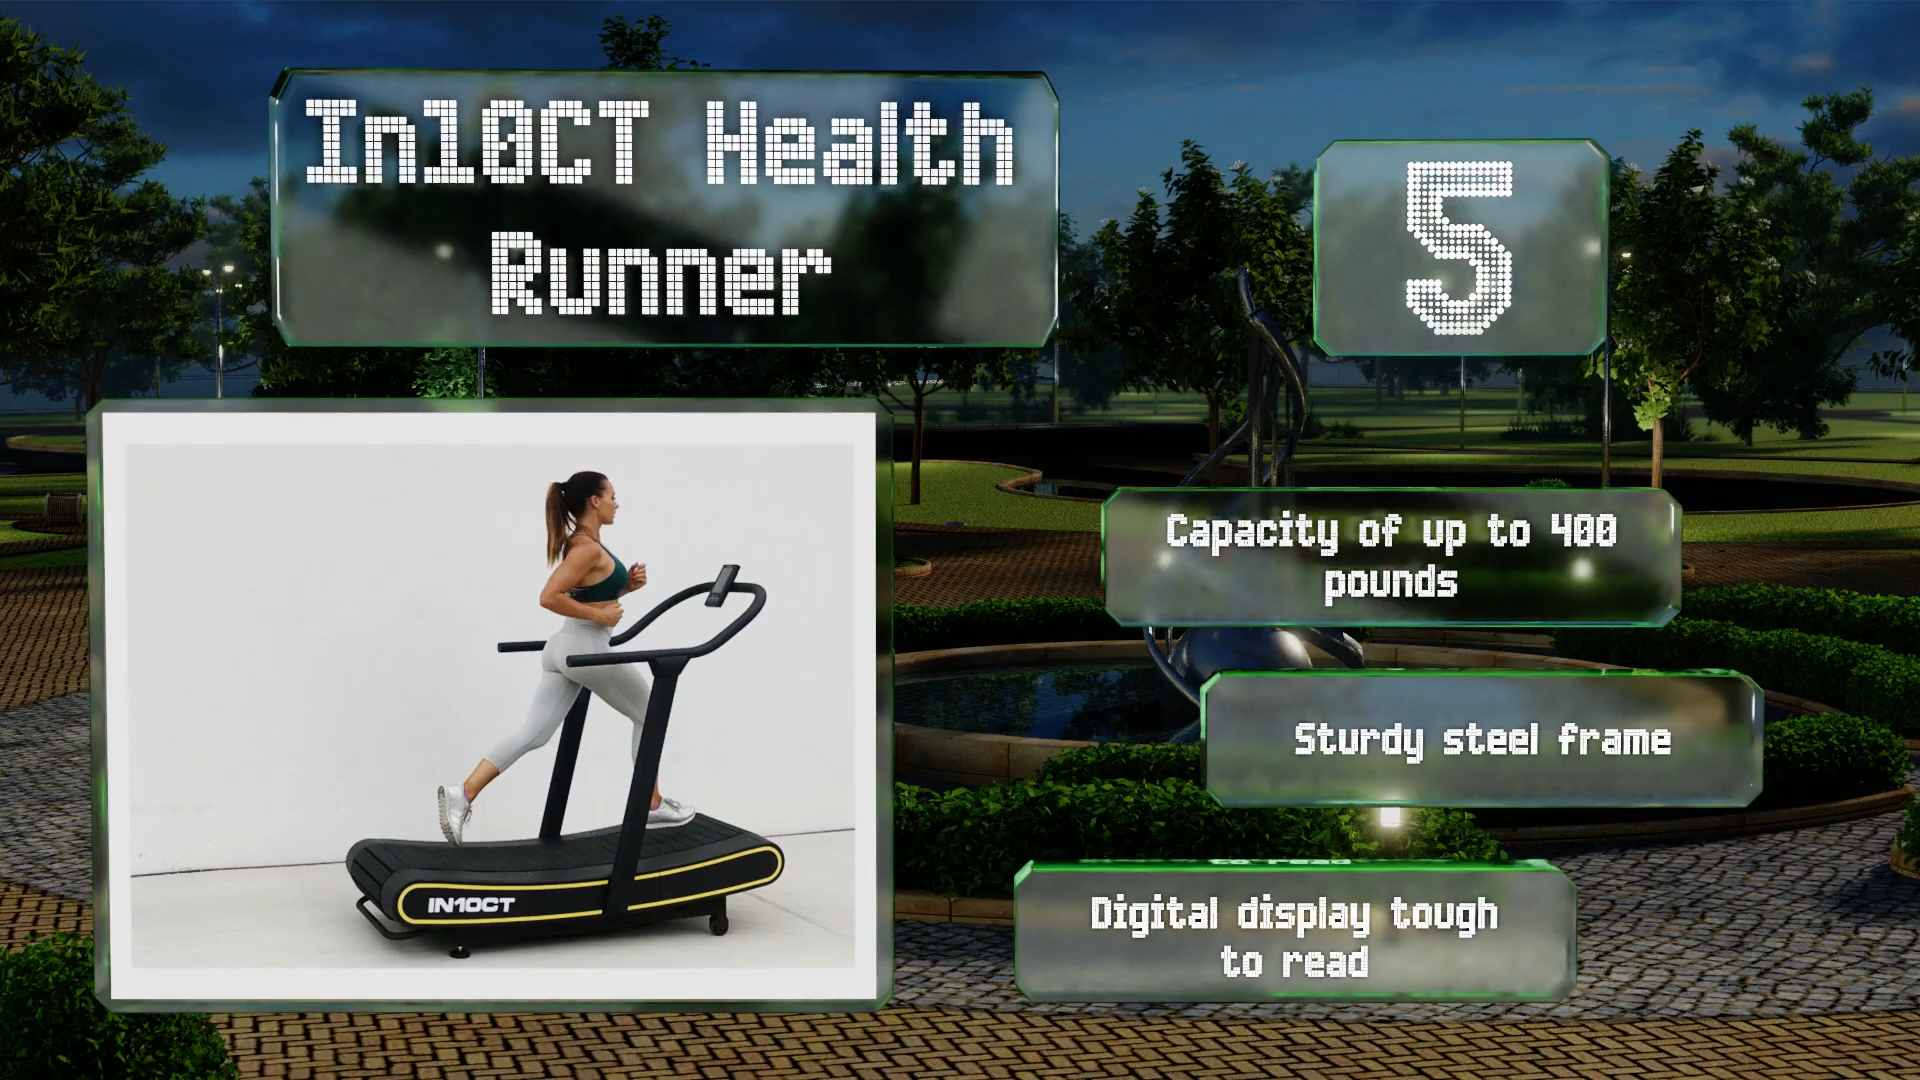 In10CT Health
Runner
5
IN10CT
Capacity of up to 400
pounds
Sturdy steel frame
Digital display tough
to read